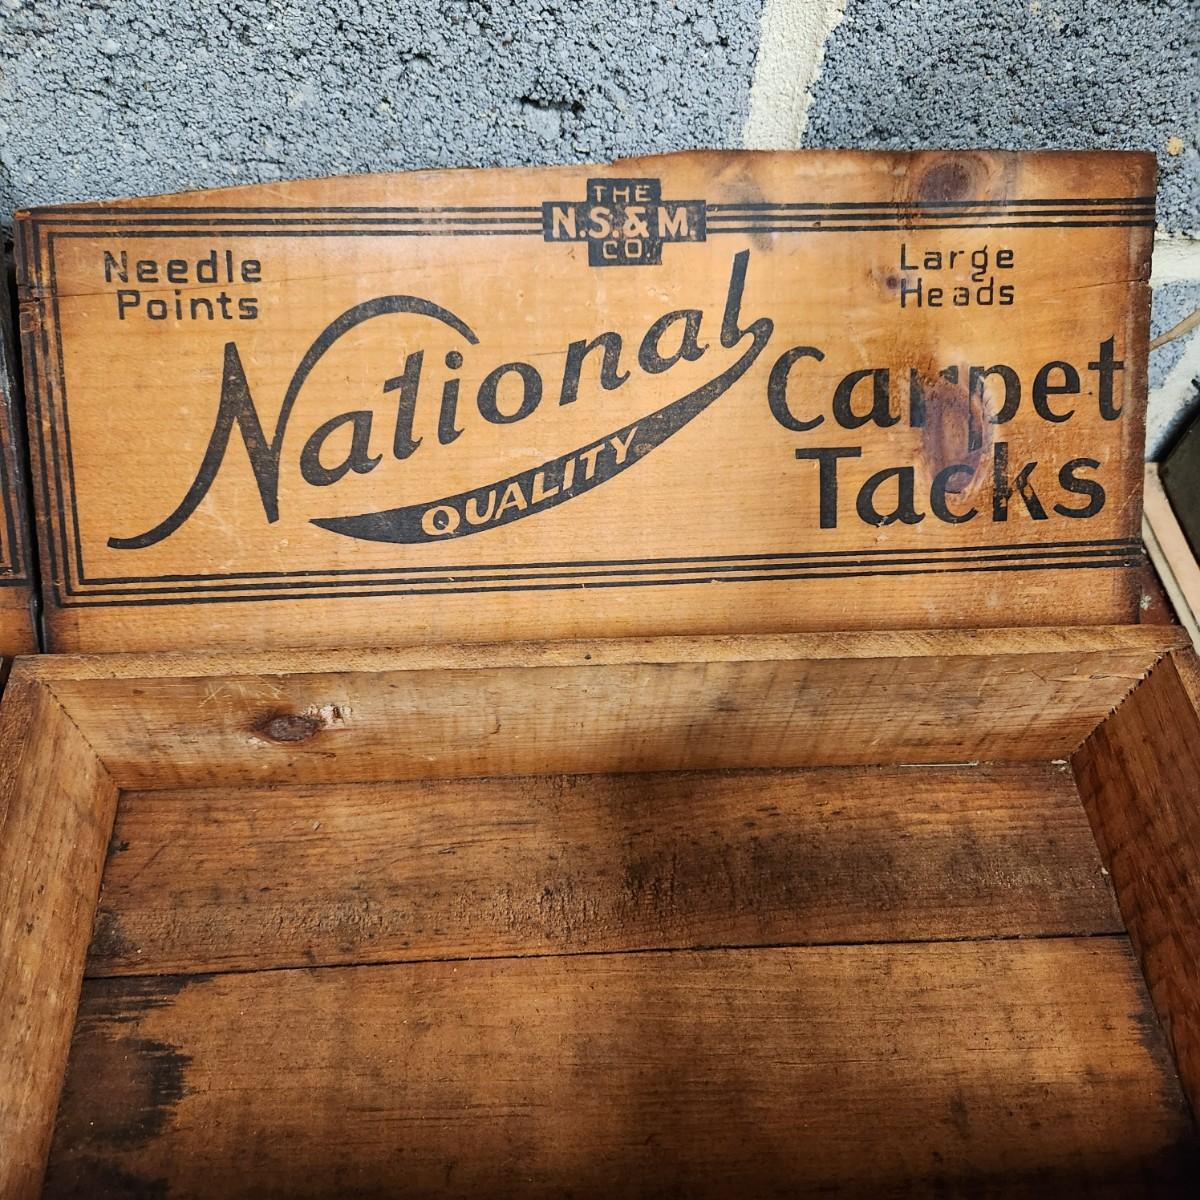 THE
N.S.&M.
CO.
Needle
Points
Large
Heads
National
QUALITY
Carpet
Tacks